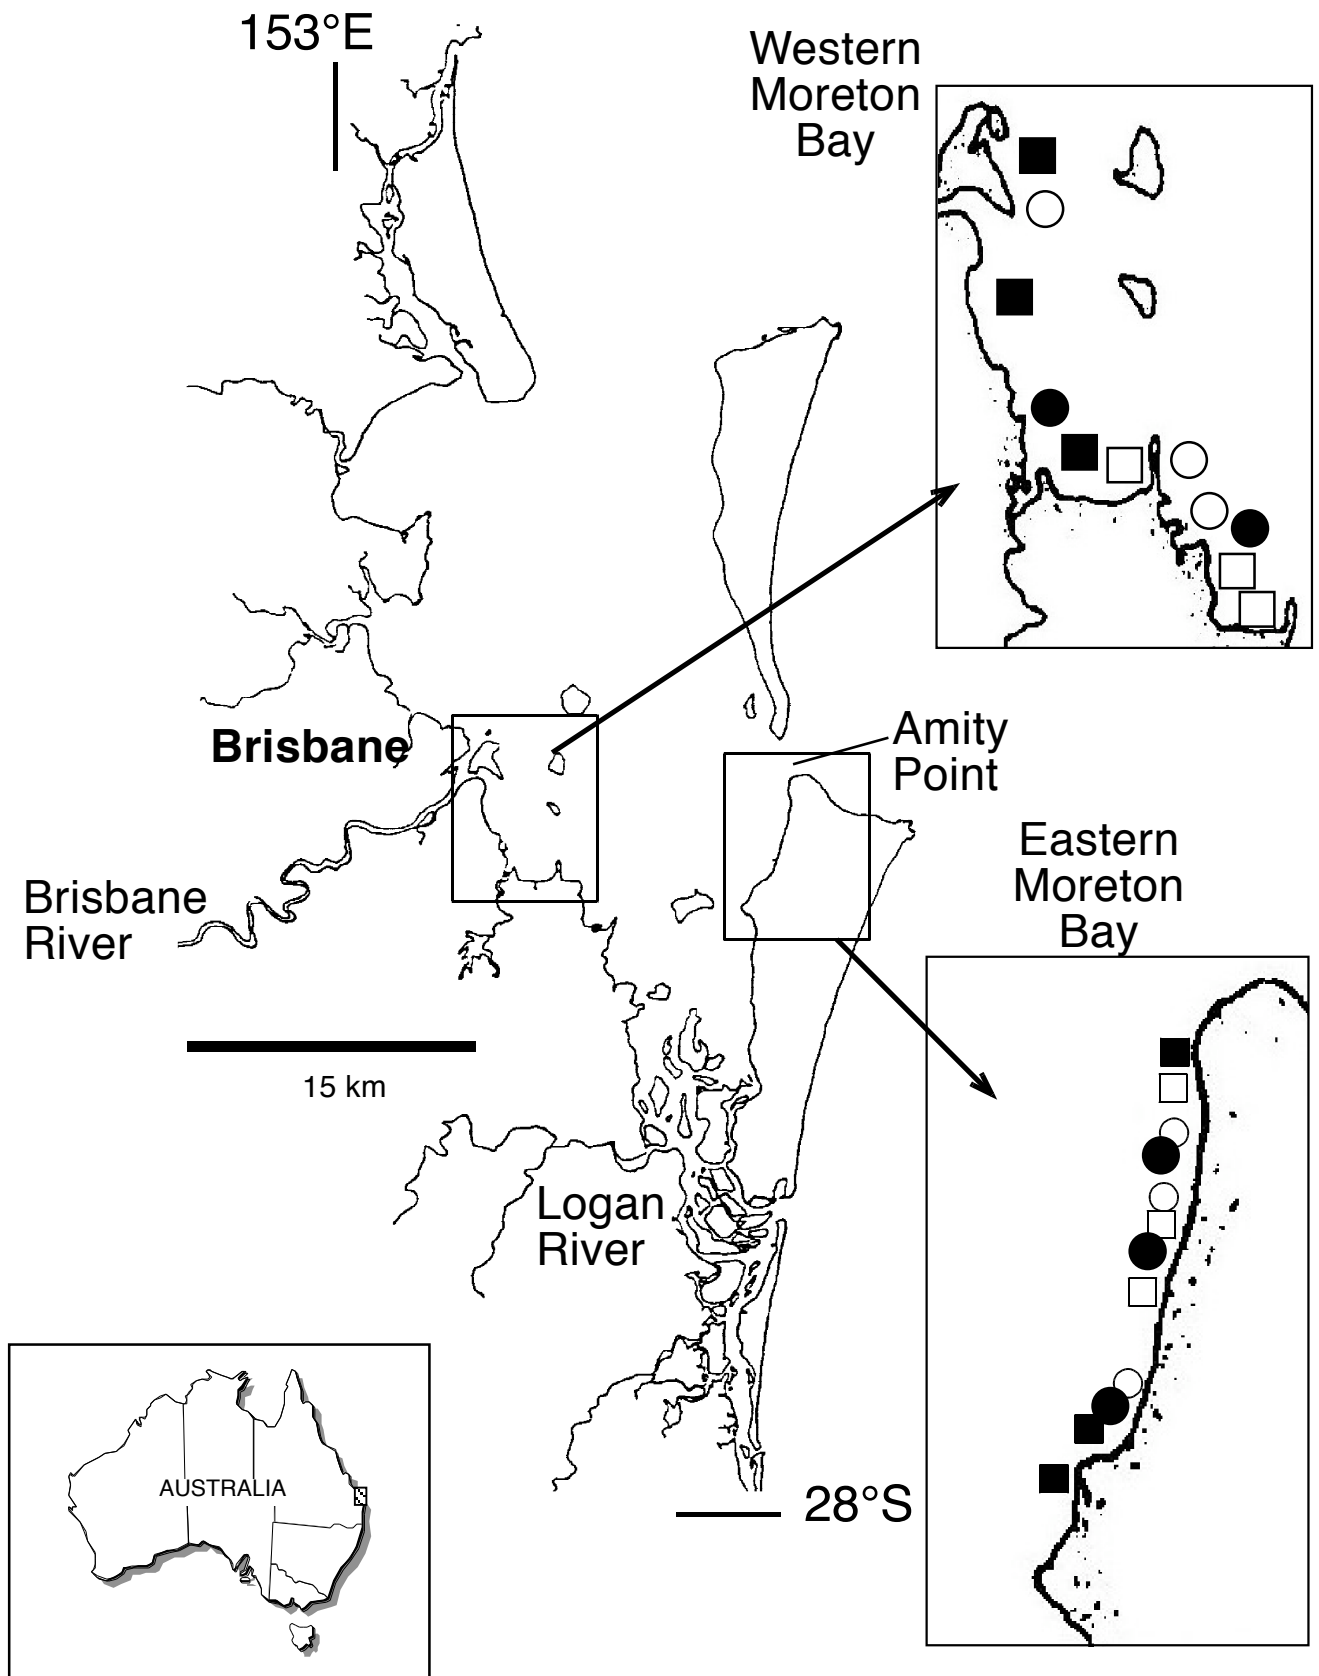 153°E
Western
Moreton
Bay
Brisbane
Amity
Point
Eastern
Moreton
Bay
Brisbane
River
15 km
Logan
River
AUSTRALIA
28°S